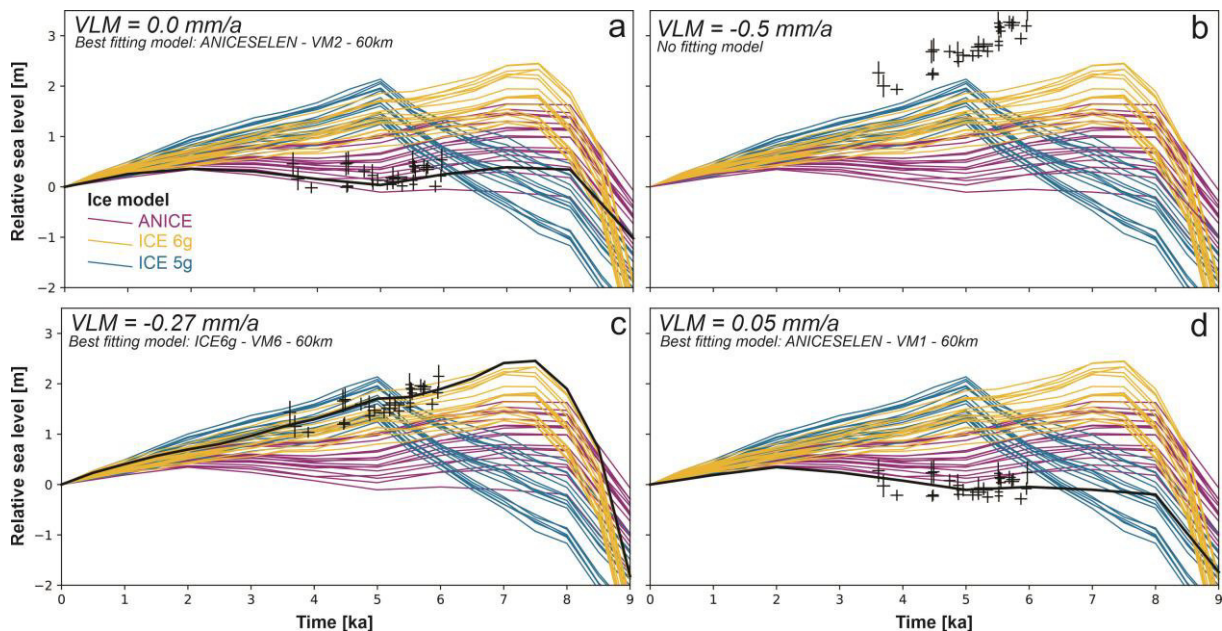 VLM = 0.0 mm/a
Best fitting model: ANICESELEN - VM2 - 60km
a
3
2
1
0
−1
−2
Relative sea level [m]
Ice model
ANICE
ICE 6g
ICE 5g
VLM = -0.5 mm/a
No fitting model
b
VLM = -0.27 mm/a
Best fitting model: ICE6g - VM6 - 60km
c
3
2
1
0
−1
−2
Relative sea level [m]
0 1 2 3 4 5 6 7 8 9
Time [ka]
VLM = 0.05 mm/a
Best fitting model: ANICESELEN - VM1 - 60km
d
0 1 2 3 4 5 6 7 8 9
Time [ka]